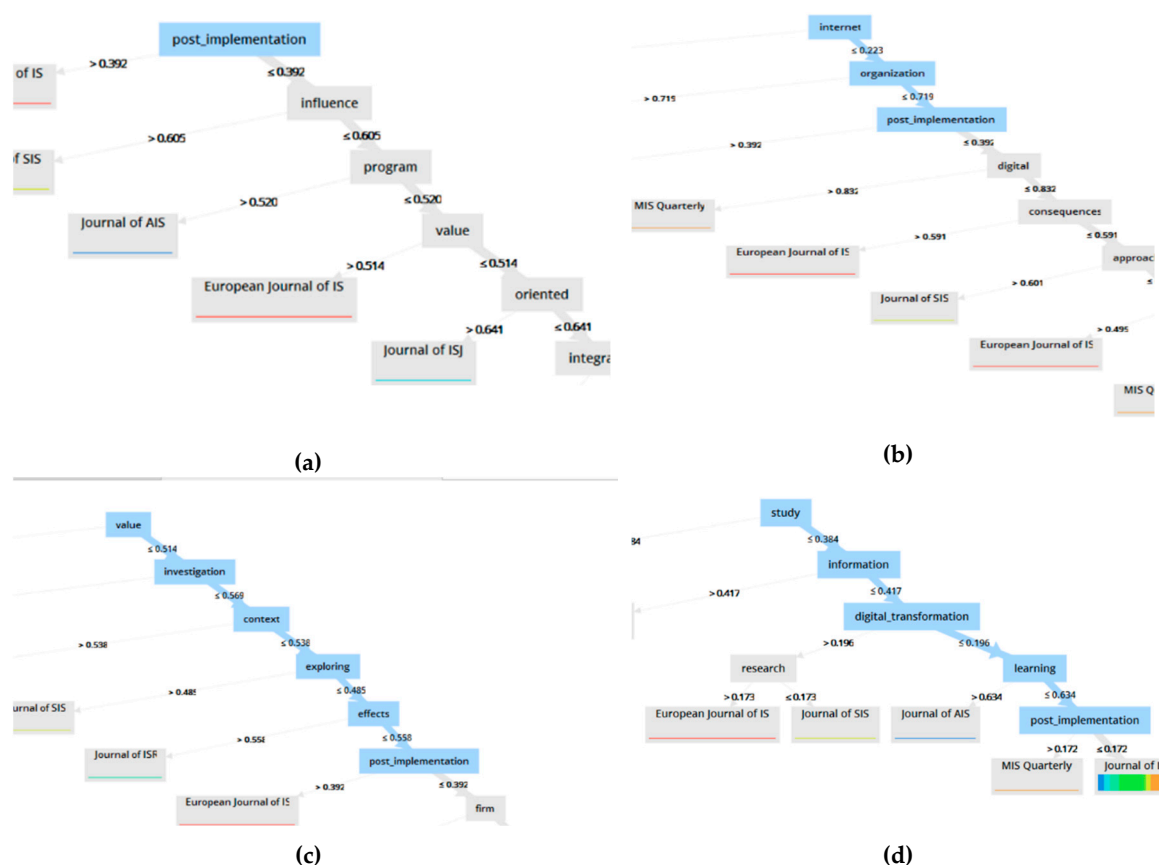 post_implementation
> 0.392
≤ 0.392
of IS
influence
> 0.605
≤ 0.605
of SIS
program
> 0.520
≤ 0.520
Journal of AIS
value
> 0.514
≤ 0.514
European Journal of IS
oriented
> 0.641
≤ 0.641
Journal of ISJ
integra
(a)
internet
≤ 0.223
organization
> 0.719
≤ 0.719
post_implementation
> 0.392
≤ 0.392
digital
> 0.832
≤ 0.832
MIS Quarterly
consequences
> 0.591
≤ 0.591
European Journal of IS
approac
> 0.601
≤
Journal of SIS
> 0.499
European Journal of IS
MIS Q
(b)
value
≤ 0.514
investigation
≤ 0.569
context
> 0.538
≤ 0.538
exploring
> 0.485
≤ 0.485
urnal of SIS
effects
> 0.558
≤ 0.558
Journal of ISR
post_implementation
> 0.392
≤ 0.392
European Journal of IS
firm
(c)
study
84
≤ 0.384
information
> 0.417
≤ 0.417
digital_transformation
> 0.196
≤ 0.196
research
learning
> 0.173
≤ 0.173
> 0.634
≤ 0.634
European Journal of IS
Journal of SIS
Journal of AIS
post_implementation
> 0.172
≤ 0.172
MIS Quarterly
Journal of I
(d)